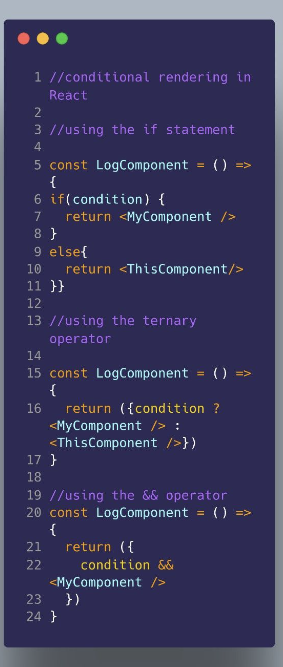 1 //conditional rendering in
React
2
3 //using the if statement
4
5 const LogComponent = () =>
{
6 if(condition) {
7   return <MyComponent />
8 }
9 else{
10   return <ThisComponent/>
11 }}
12
13 //using the ternary
operator
14
15 const LogComponent = () =>
{
16   return ({condition ?
<MyComponent /> :
<ThisComponent />})
17 }
18
19 //using the && operator
20 const LogComponent = () =>
{
21   return ({
22     condition &&
<MyComponent />
23   })
24 }